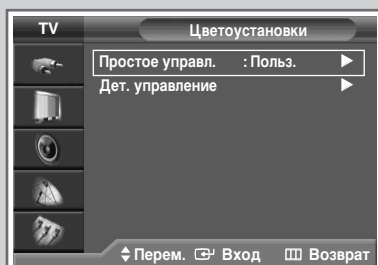 TV
Цветоустановки
Простое управл. : Польз.
Дет. управление
Перем. Вход Возврат